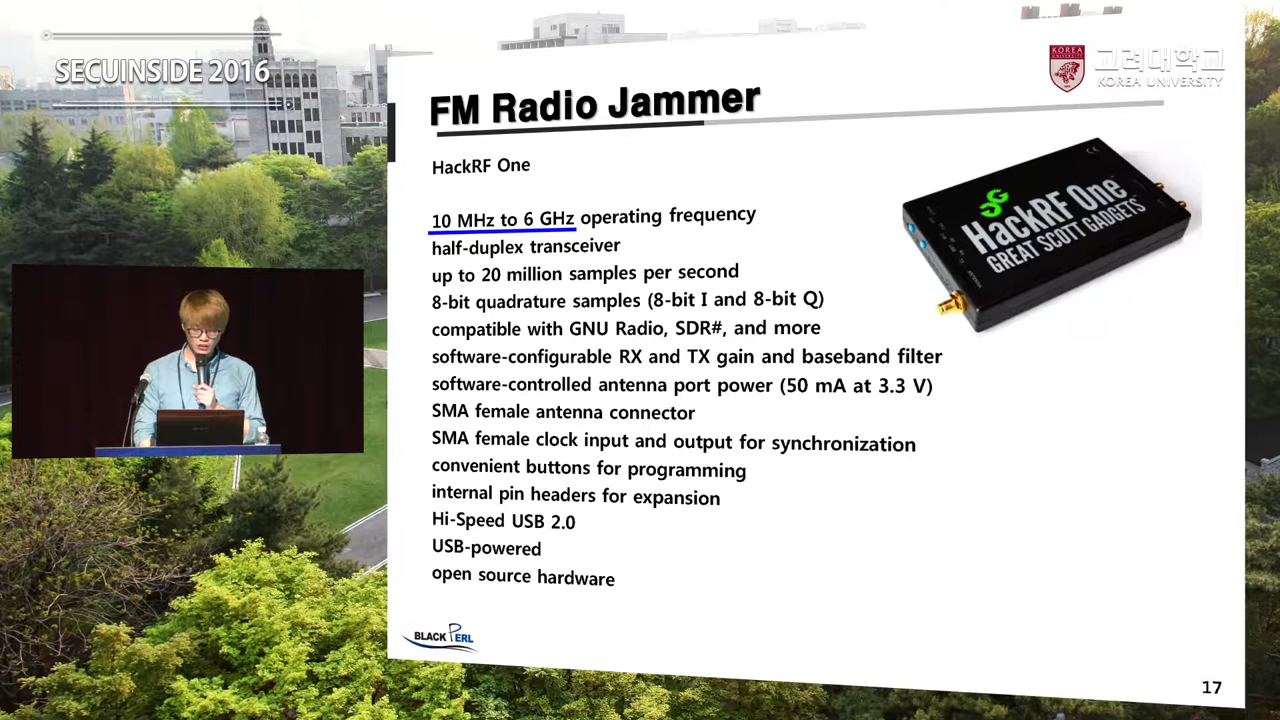 SECUINSIDE 2016
KOREA
UNIVERSITY
고려대학교
KOREA UNIVERSITY
FM Radio Jammer
HackRF One
HackRF One
GREAT SCOTT GADGETS
10 MHz to 6 GHz operating frequency
half-duplex transceiver
up to 20 million samples per second
8-bit quadrature samples (8-bit I and 8-bit Q)
compatible with GNU Radio, SDR#, and more
software-configurable RX and TX gain and baseband filter
software-controlled antenna port power (50 mA at 3.3 V)
SMA female antenna connector
SMA female clock input and output for synchronization
convenient buttons for programming
internal pin headers for expansion
Hi-Speed USB 2.0
USB-powered
open source hardware
BLACK PERL
17